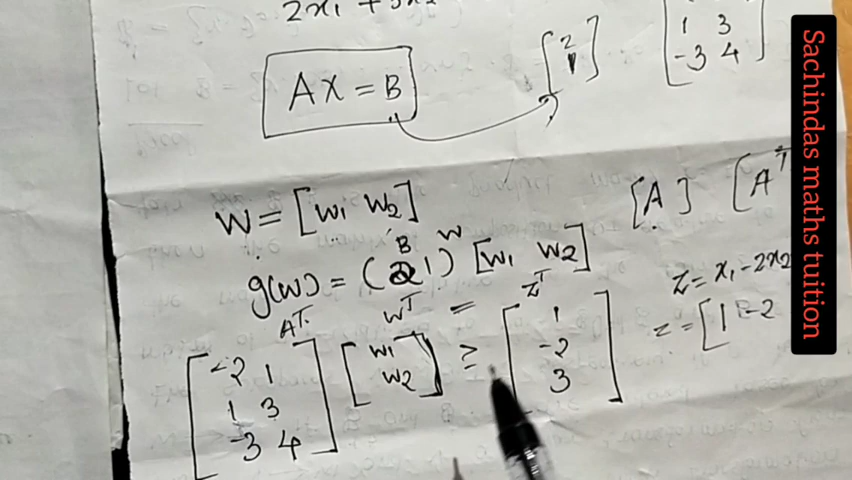 2x₁ + 3x₂
[2
1]
1 3
-3 4]
AX = B
W = [w₁ w₂]
[A] [Aᵀ
B W
g(w) = (2 1) [w₁ w₂]
Z = x₁ - 2x₂
Aᵀ Wᵀ = Zᵀ
z = [1 -2
[-2 1
1 3
-3 4] [w₁
w₂] ≥ [1
-2
3]
Sachindas maths tuition